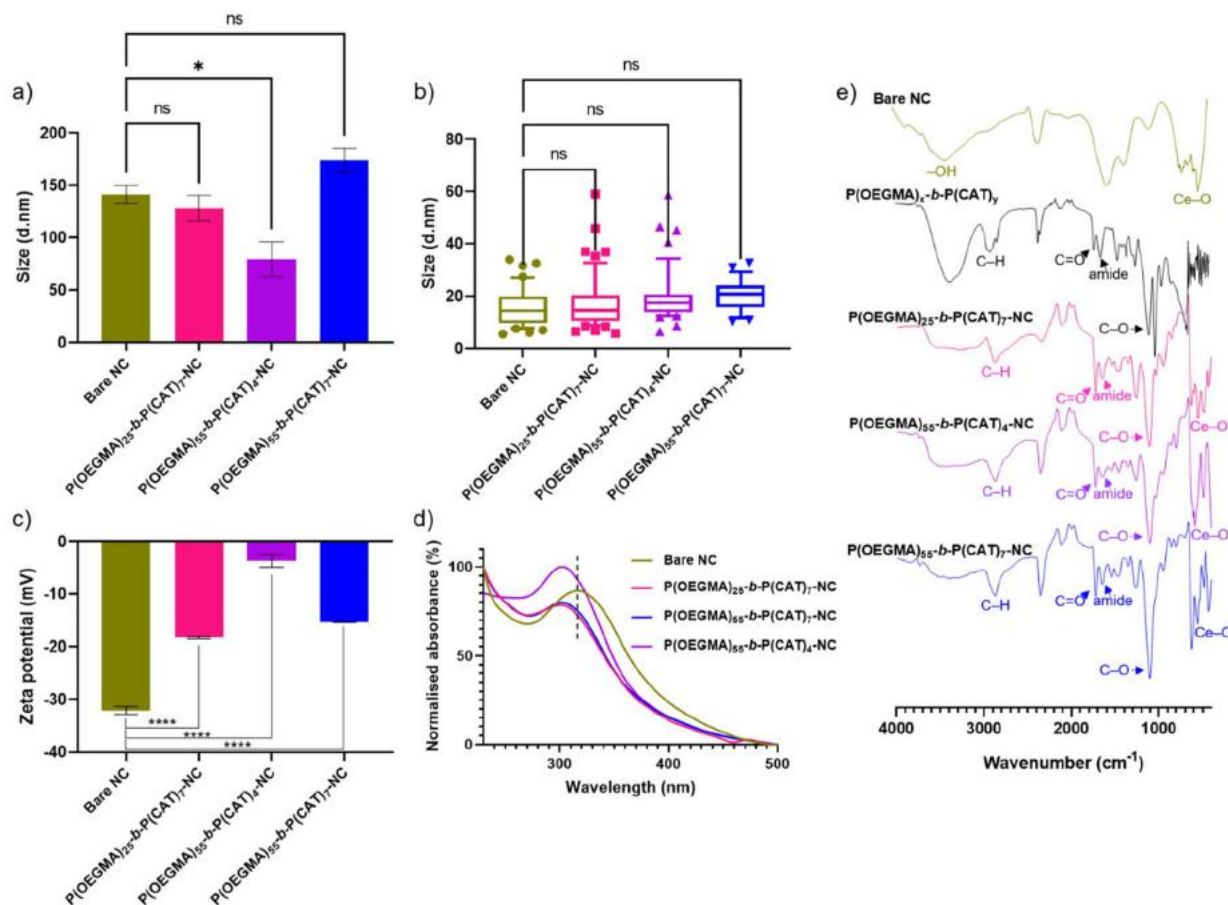 a)
ns
*
ns
Size (d.nm)
200
150
100
50
0
Bare NC
P(OEGMA)₂₅-b-P(CAT)₇-NC
P(OEGMA)₅₅-b-P(CAT)₄-NC
P(OEGMA)₅₅-b-P(CAT)₇-NC
b)
ns
ns
ns
Size (d.nm)
80
60
40
20
0
Bare NC
P(OEGMA)₂₅-b-P(CAT)₇-NC
P(OEGMA)₅₅-b-P(CAT)₄-NC
P(OEGMA)₅₅-b-P(CAT)₇-NC
c)
Zeta potential (mV)
0
-10
-20
-30
-40
****
****
****
Bare NC
P(OEGMA)₂₅-b-P(CAT)₇-NC
P(OEGMA)₅₅-b-P(CAT)₄-NC
P(OEGMA)₅₅-b-P(CAT)₇-NC
d)
Normalised absorbance (%)
100
50
0
300
400
500
Wavelength (nm)
Bare NC
P(OEGMA)₂₅-b-P(CAT)₇-NC
P(OEGMA)₅₅-b-P(CAT)₇-NC
P(OEGMA)₅₅-b-P(CAT)₄-NC
e)
Bare NC
–OH
Ce–O
P(OEGMA)ₓ-b-P(CAT)ᵧ
C–H
C=O
amide
C–O
P(OEGMA)₂₅-b-P(CAT)₇-NC
C–H
C=O
amide
C–O
Ce–O
P(OEGMA)₅₅-b-P(CAT)₄-NC
C–H
C=O
amide
C–O
Ce–O
P(OEGMA)₅₅-b-P(CAT)₇-NC
C–H
C=O
amide
C–O
Ce–O
4000
3000
2000
1000
Wavenumber (cm⁻¹)